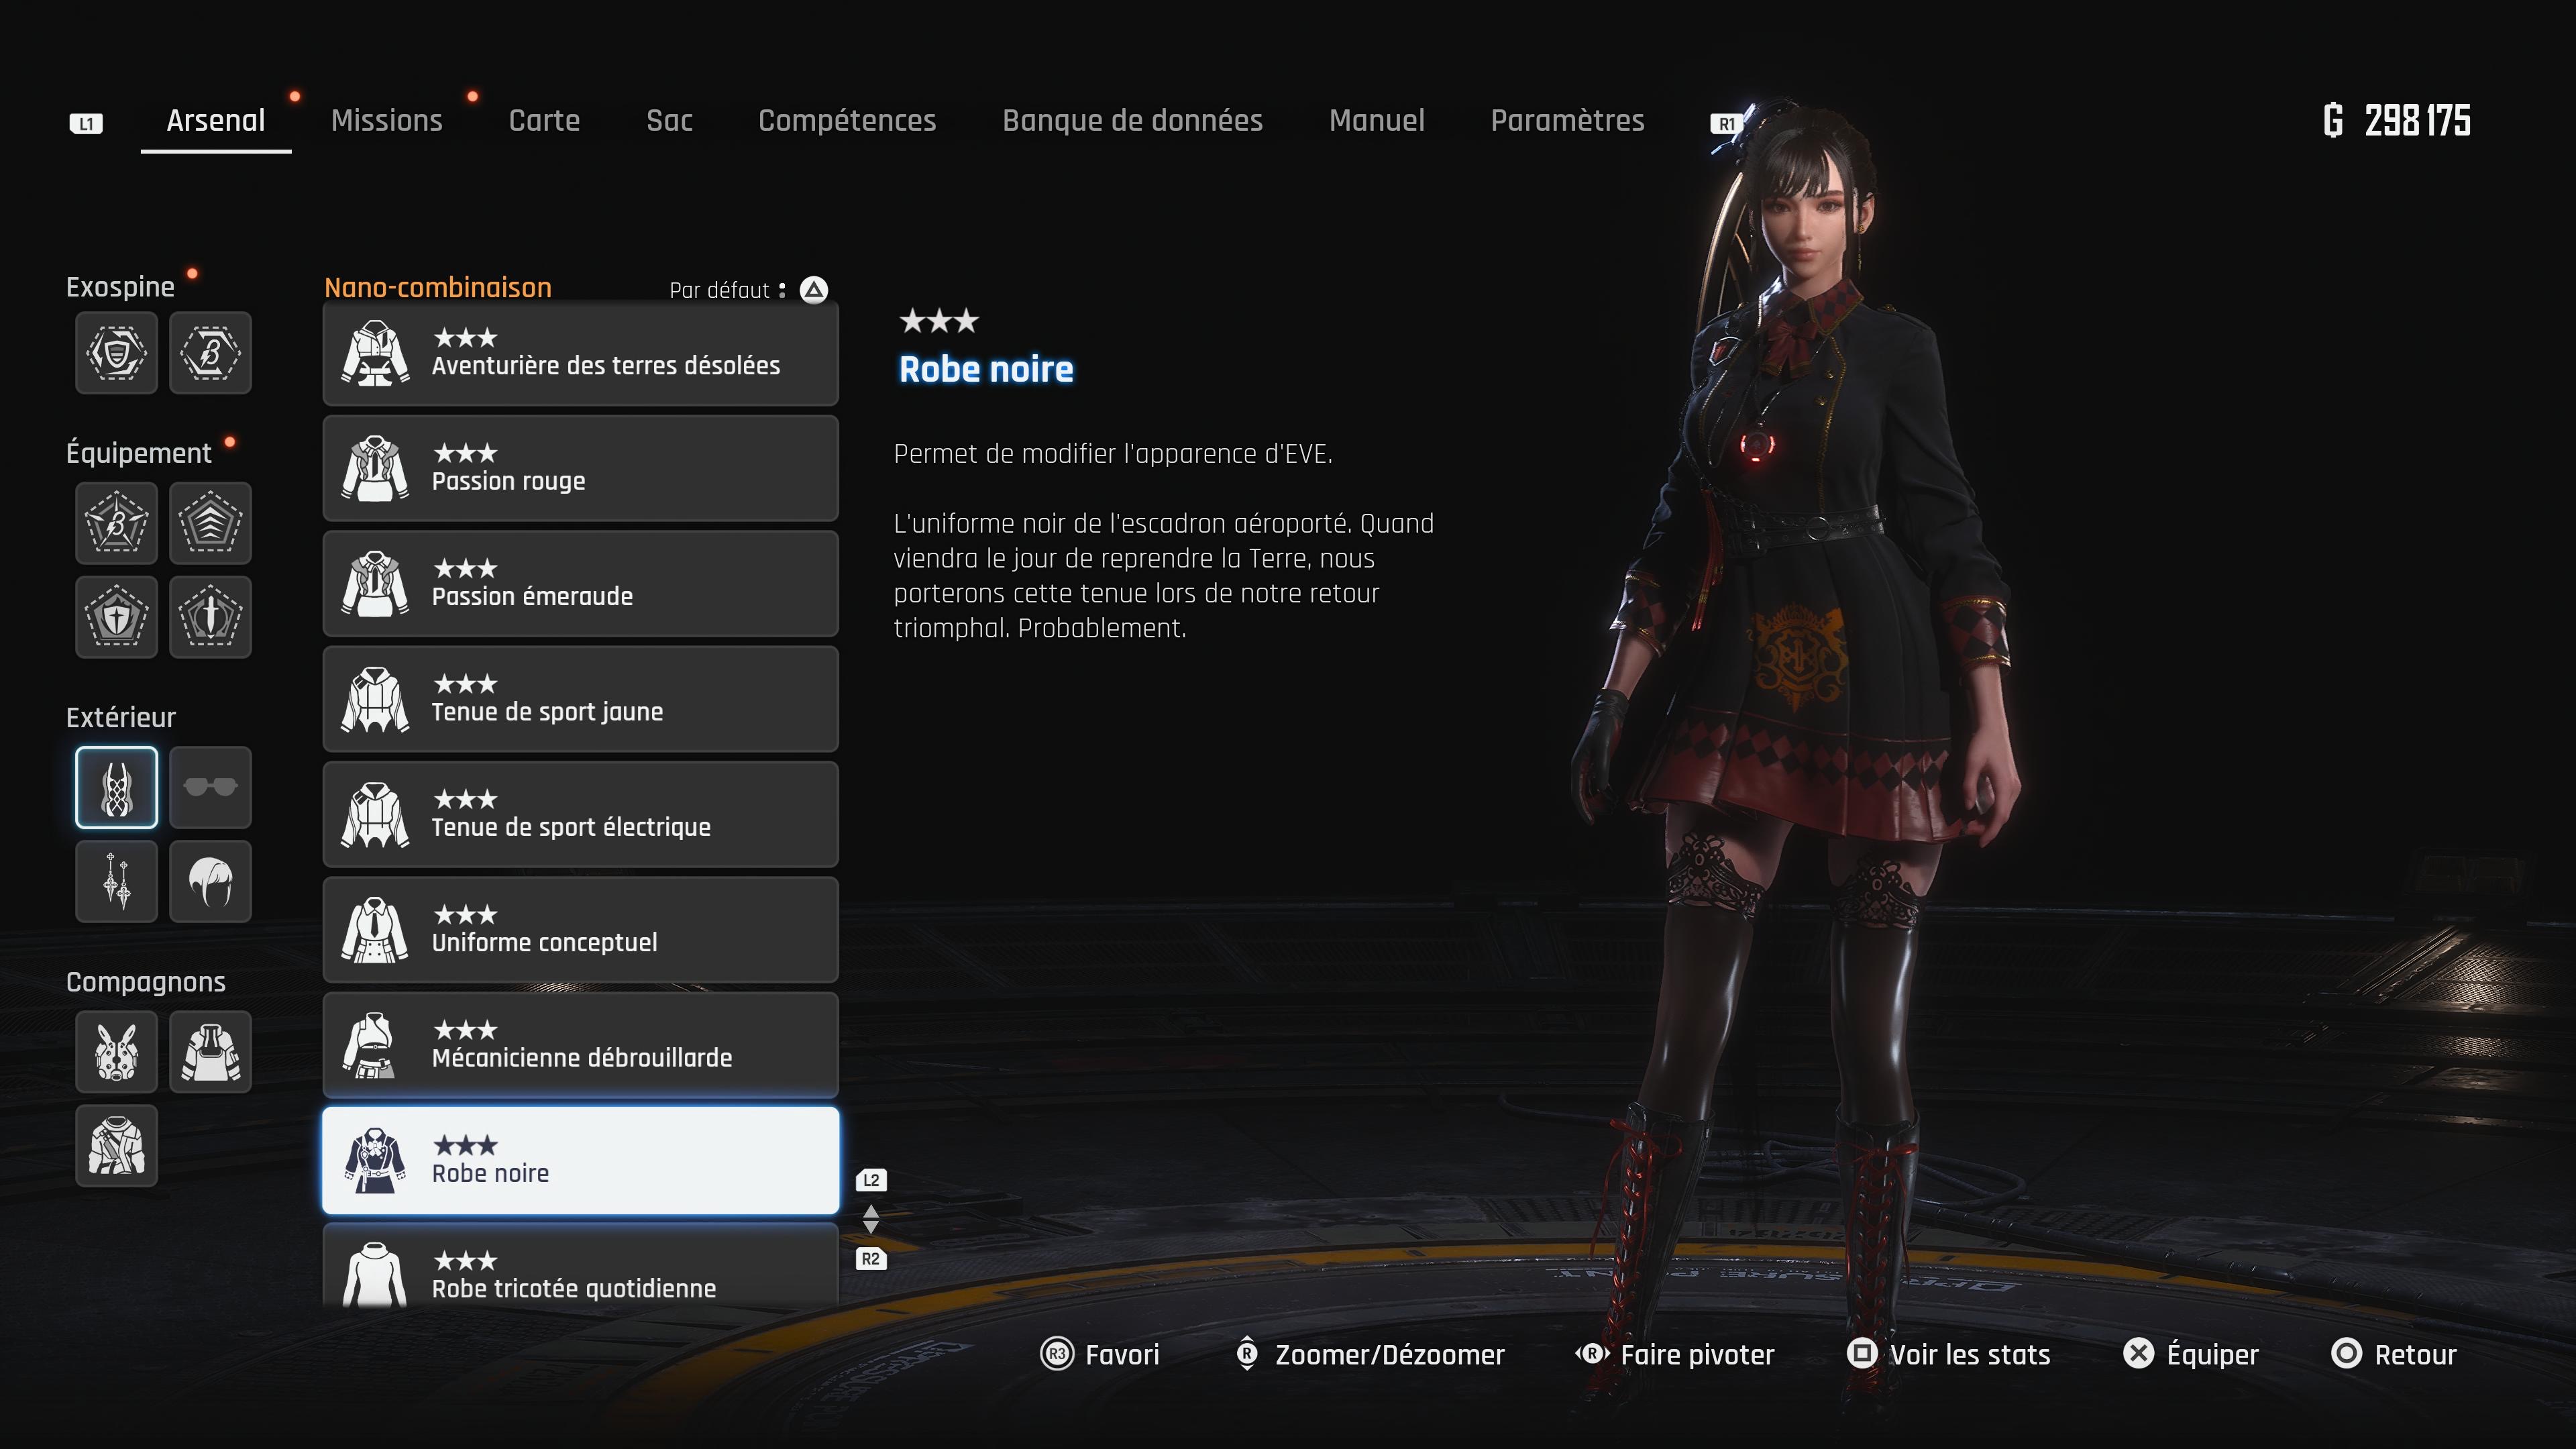 L1 Arsenal Missions Carte Sac Compétences Banque de données Manuel Paramètres R1 298 175
Exospine
Équipement
Extérieur
Compagnons
Nano-combinaison Par défaut :
Aventurière des terres désolées
Passion rouge
Passion émeraude
Tenue de sport jaune
Tenue de sport électrique
Uniforme conceptuel
Mécanicienne débrouillarde
Robe noire
Robe tricotée quotidienne
L2
R2
Robe noire
Permet de modifier l'apparence d'EVE.
L'uniforme noir de l'escadron aéroporté. Quand
viendra le jour de reprendre la Terre, nous
porterons cette tenue lors de notre retour
triomphal. Probablement.
R3 Favori R Zoomer/Dézoomer R Faire pivoter Voir les stats Équiper Retour